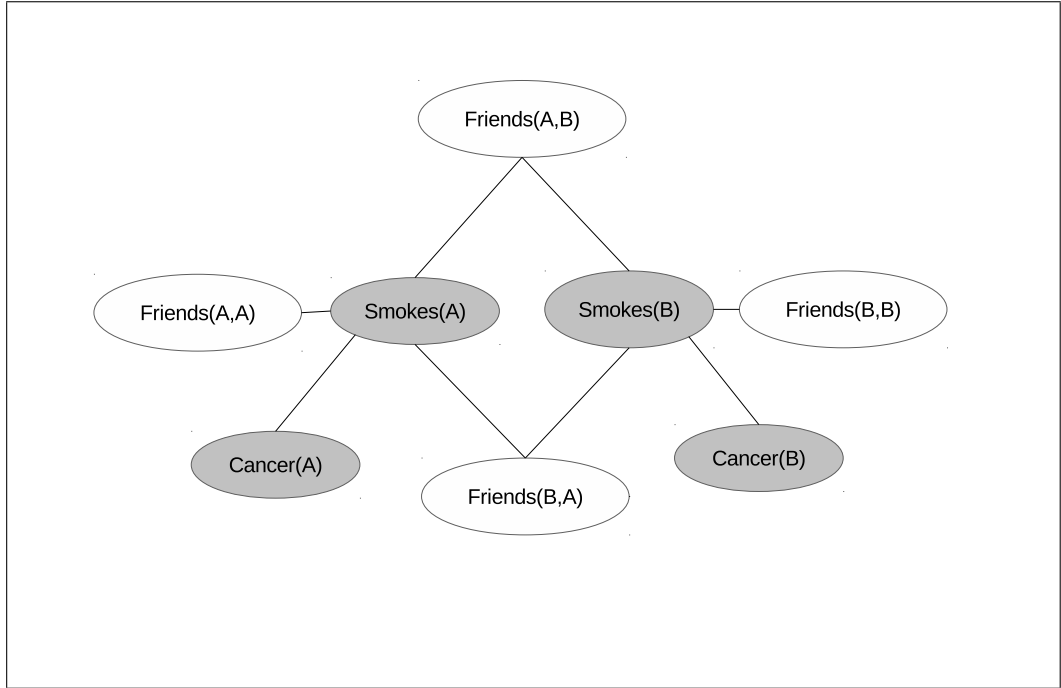 Friends(A,B)
Friends(A,A)
Smokes(A)
Smokes(B)
Friends(B,B)
Cancer(A)
Friends(B,A)
Cancer(B)